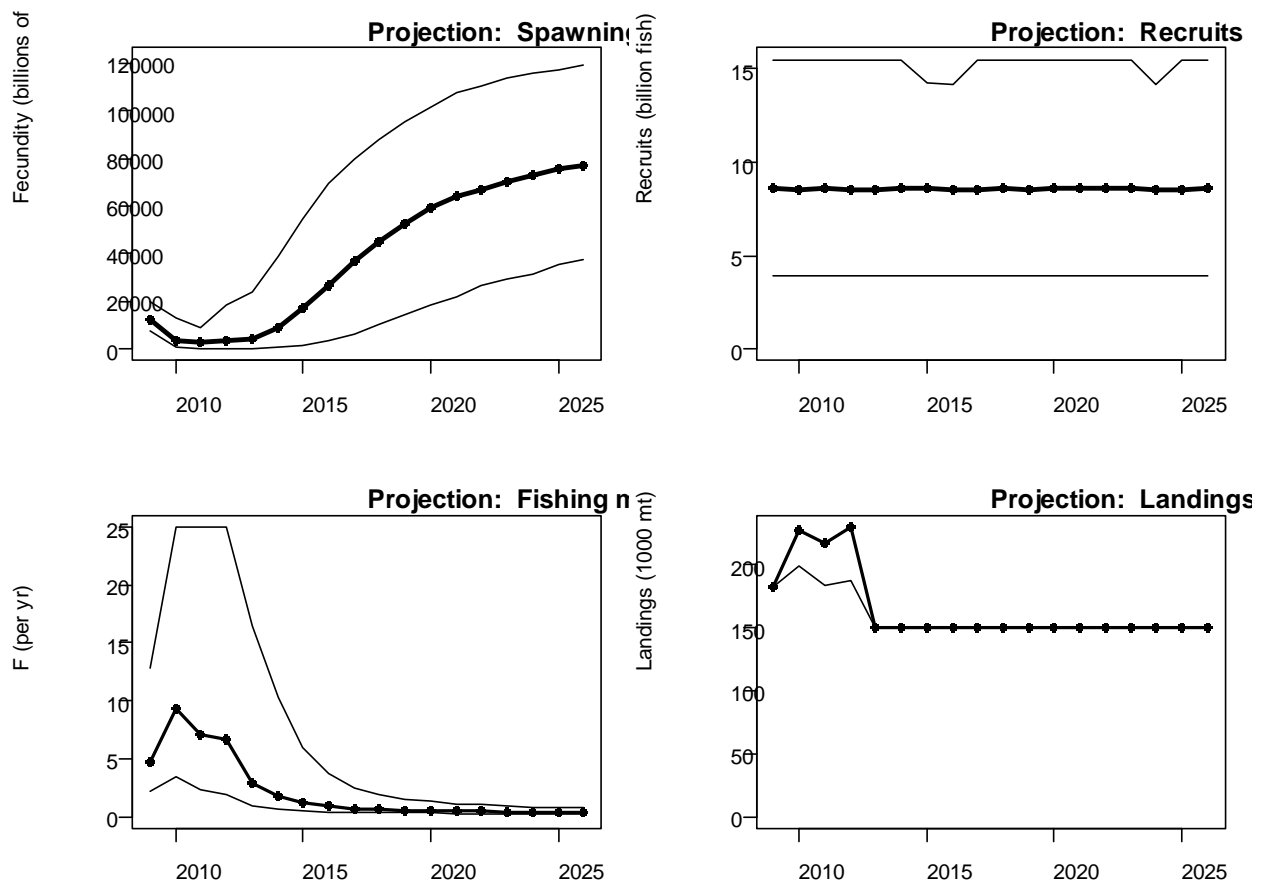 Projection: Spawning
Fecundity (billions of
120000
100000
80000
60000
40000
20000
0
2010 2015 2020 2025
Projection: Recruits
Recruits (billion fish)
15
10
5
0
2010 2015 2020 2025
Projection: Fishing m
F (per yr)
25
20
15
10
5
0
2010 2015 2020 2025
Projection: Landings
Landings (1000 mt)
200
150
100
50
0
2010 2015 2020 2025